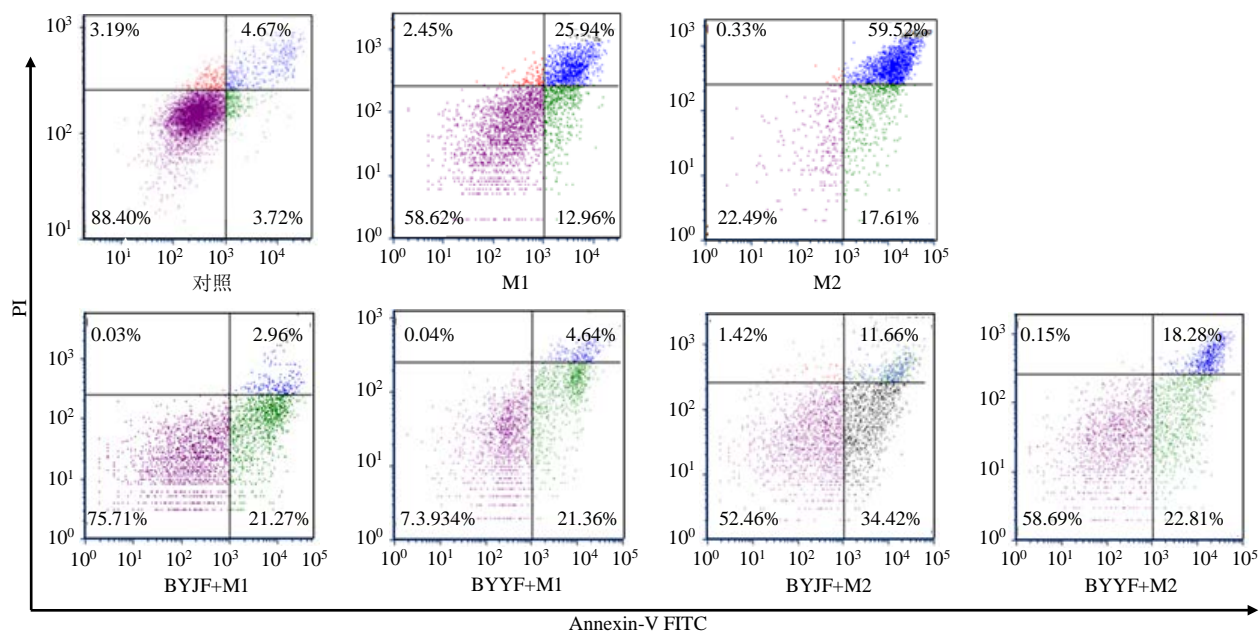 PI
10³ 3.19% 4.67%
10²
10¹ 88.40% 3.72%
10¹ 10² 10³ 10⁴
对照
10³ 2.45% 25.94%
10²
10¹
10⁰ 58.62% 12.96%
10⁰ 10¹ 10² 10³ 10⁴
M1
10³ 0.33% 59.52%
10²
10¹
10⁰ 22.49% 17.61%
10⁰ 10¹ 10² 10³ 10⁴ 10⁵
M2
0.03% 2.96%
10³
10²
10¹
75.71% 21.27%
10⁰
10⁰ 10¹ 10² 10³ 10⁴ 10⁵
BYJF+M1
10³ 0.04% 4.64%
10²
10¹
7.3.934% 21.36%
10⁰
10⁰ 10¹ 10² 10³ 10⁴ 10⁵
BYYF+M1
1.42% 11.66%
10³
10²
10¹
52.46% 34.42%
10⁰
10⁰ 10¹ 10² 10³ 10⁴ 10⁵
BYJF+M2
10³ 0.15% 18.28%
10²
10¹
58.69% 22.81%
10⁰
10⁰ 10¹ 10² 10³ 10⁴ 10⁵
BYYF+M2
Annexin-V FITC